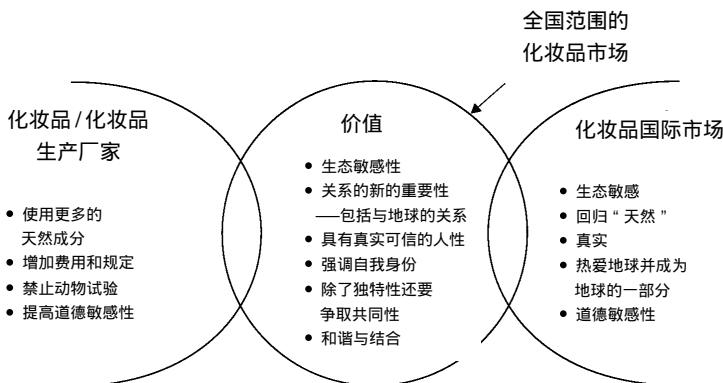 全国范围的
化妆品市场
化妆品/化妆品
生产厂家
• 使用更多的
天然成分
• 增加费用和规定
• 禁止动物试验
• 提高道德敏感性
价值
• 生态敏感性
• 关系的新的重要性
——包括与地球的关系
• 具有真实可信的人性
• 强调自我身份
• 除了独特性还要
争取共同性
• 和谐与结合
化妆品国际市场
• 生态敏感
• 回归“天然”
• 真实
• 热爱地球并成为
地球的一部分
• 道德敏感性